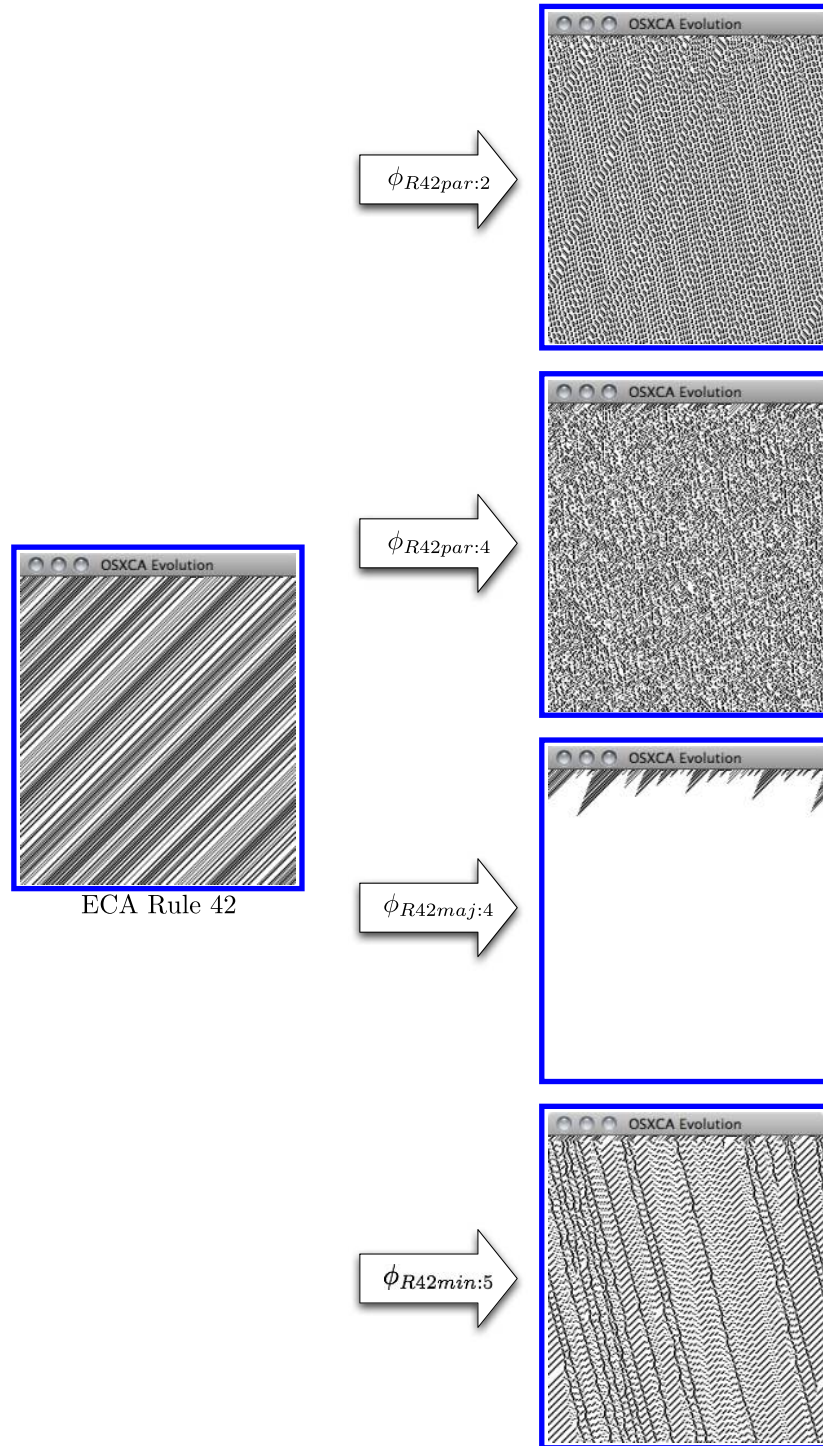 OSXCA Evolution
ϕR42par:2
OSXCA Evolution
ϕR42par:4
OSXCA Evolution
ECA Rule 42
OSXCA Evolution
ϕR42maj:4
OSXCA Evolution
ϕR42min:5